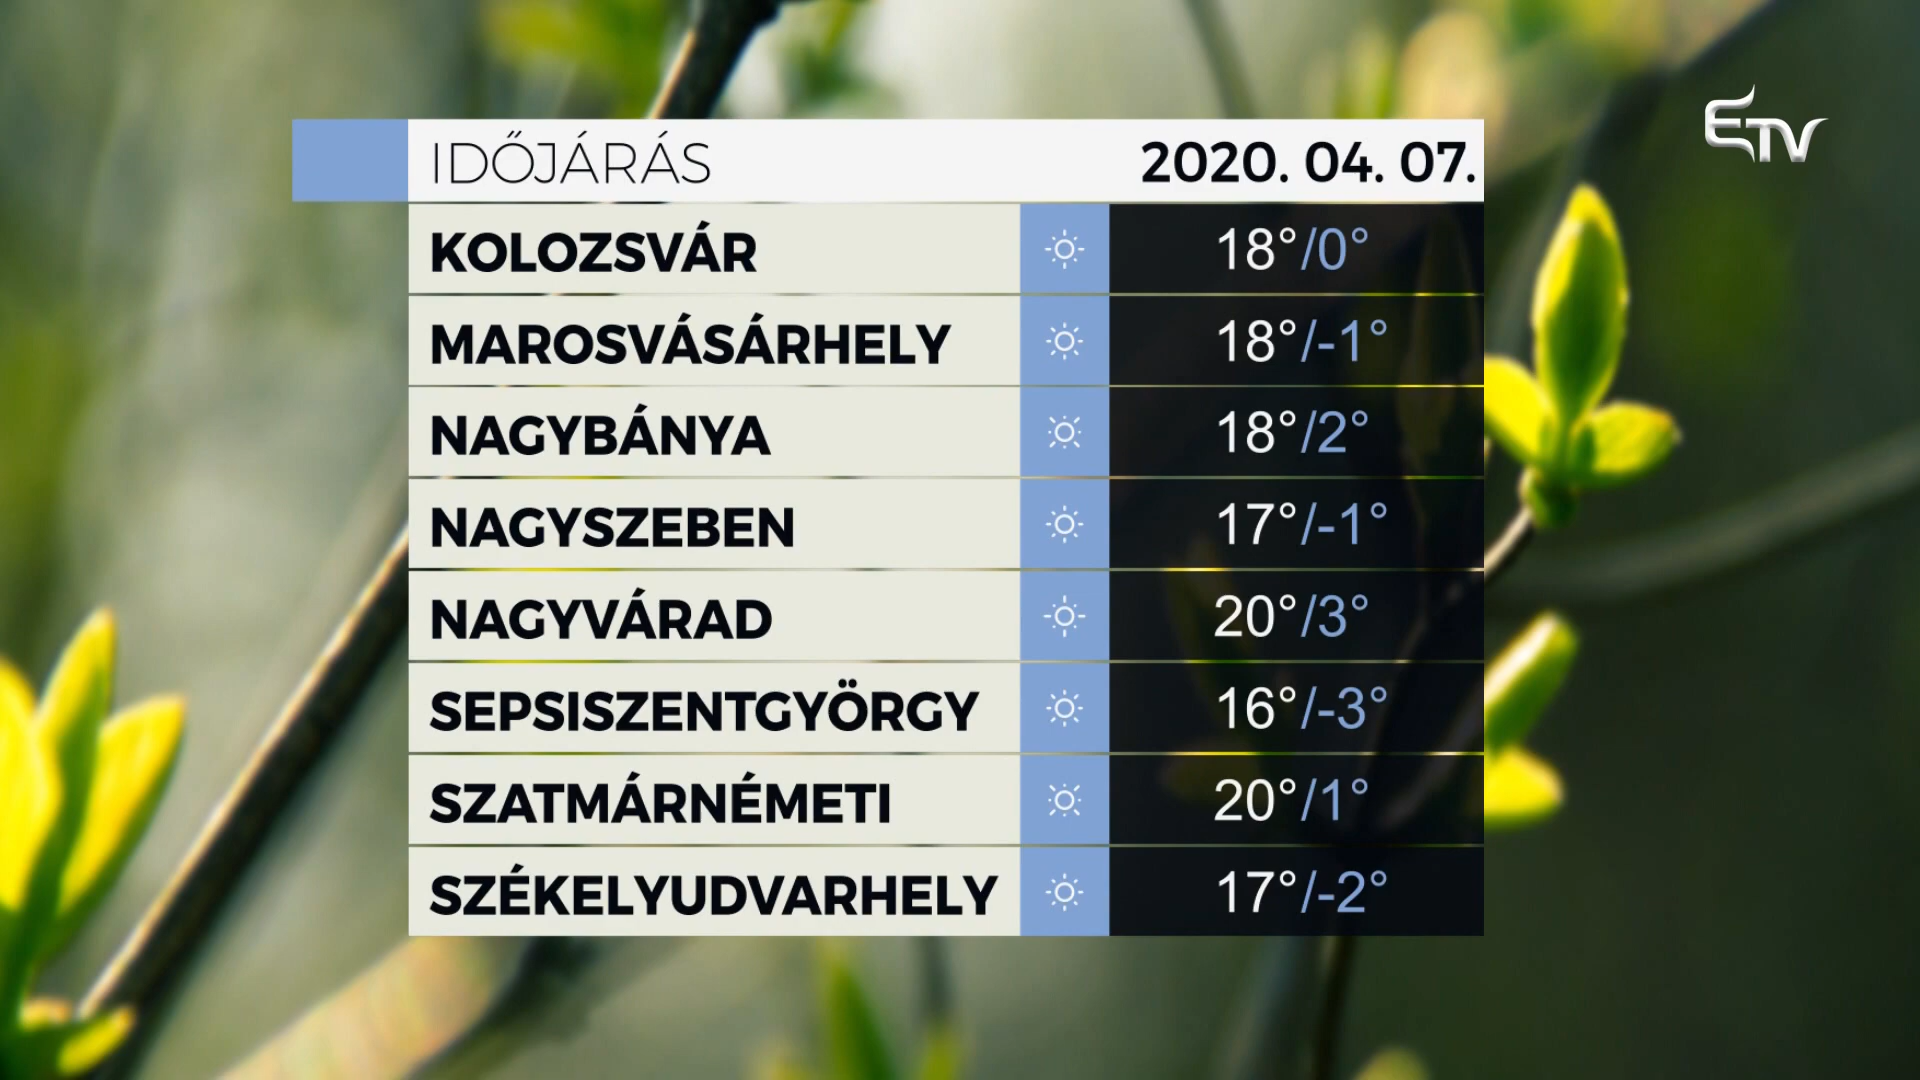 IDŐJÁRÁS 2020. 04. 07.
ETV
KOLOZSVÁR 18°/0°
MAROSVÁSÁRHELY 18°/-1°
NAGYBÁNYA 18°/2°
NAGYSZEBEN 17°/-1°
NAGYVÁRAD 20°/3°
SEPSISZENTGYÖRGY 16°/-3°
SZATMÁRNÉMETI 20°/1°
SZÉKELYUDVARHELY 17°/-2°